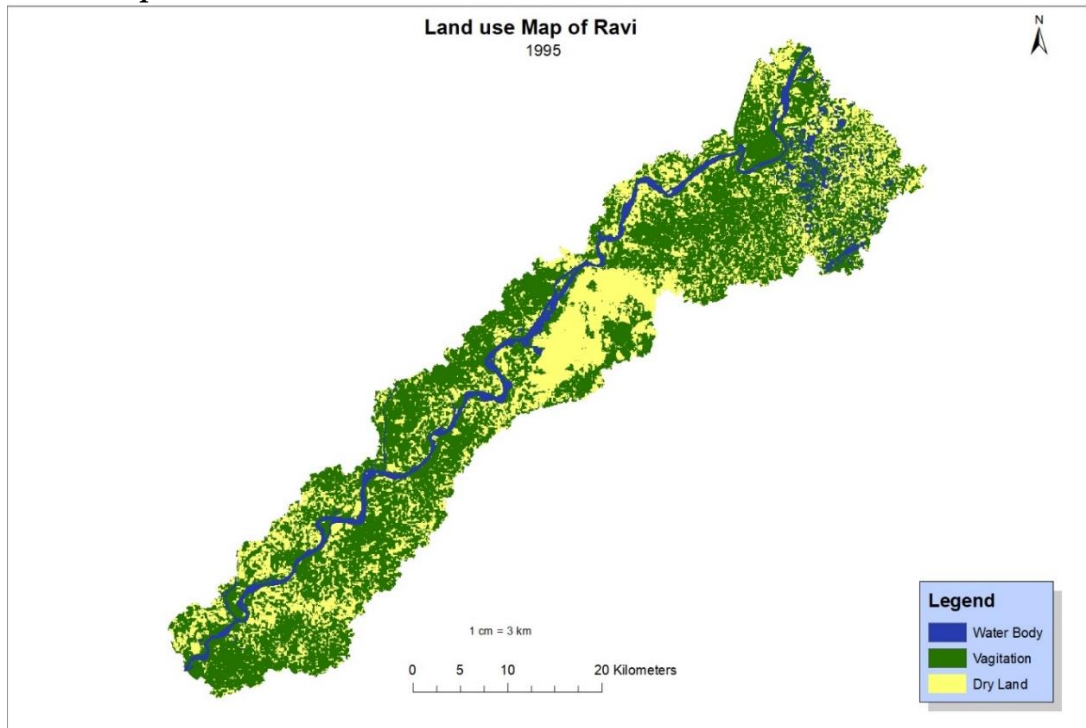 Land use Map of Ravi
1995
N
1 cm = 3 km
0 5 10 20 Kilometers
Legend
Water Body
Vagitation
Dry Land